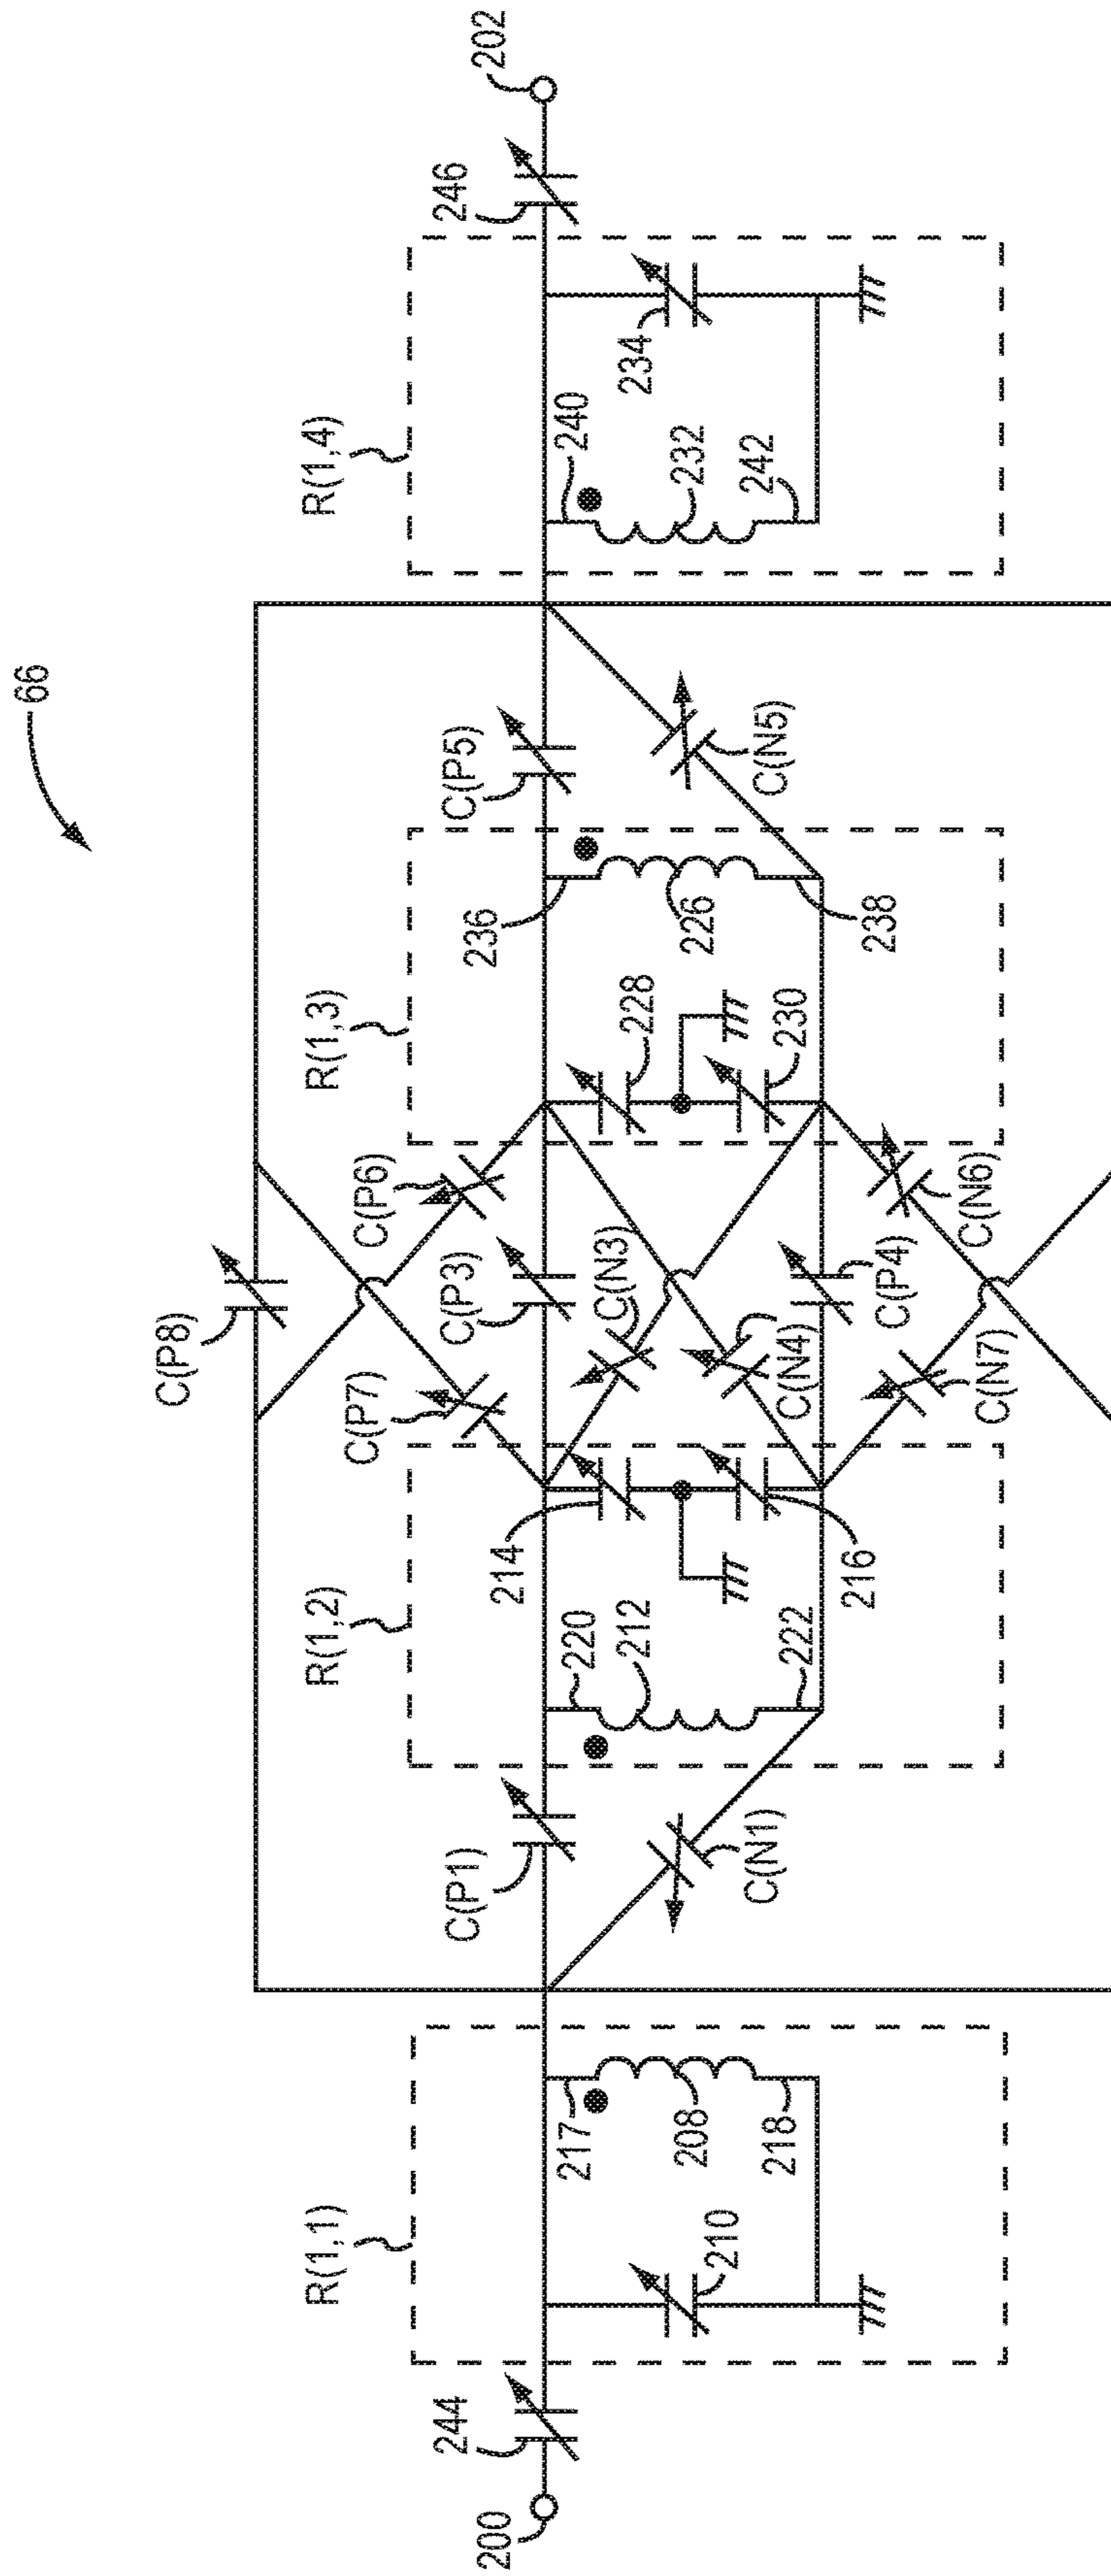 66
C(P8)
R(1,1)
R(1,2)
R(1,3)
R(1,4)
C(P7)
C(P6)
244
C(P1)
C(P3)
C(P5)
246
200
202
217
220
214
236
240
C(N3)
228
234
210
208
212
226
232
C(N1)
C(N4)
C(N5)
218
222
216
230
238
242
C(P4)
C(N7)
C(N6)